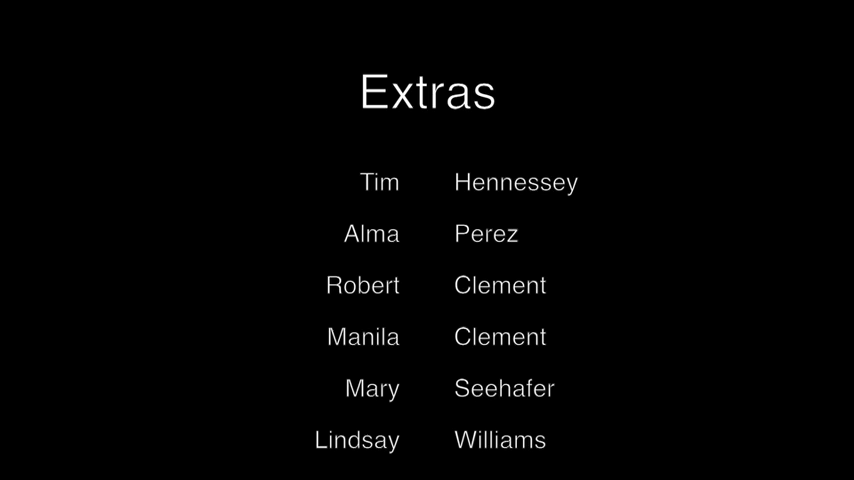 Extras
Tim Hennessey
Alma Perez
Robert Clement
Manila Clement
Mary Seehafer
Lindsay Williams